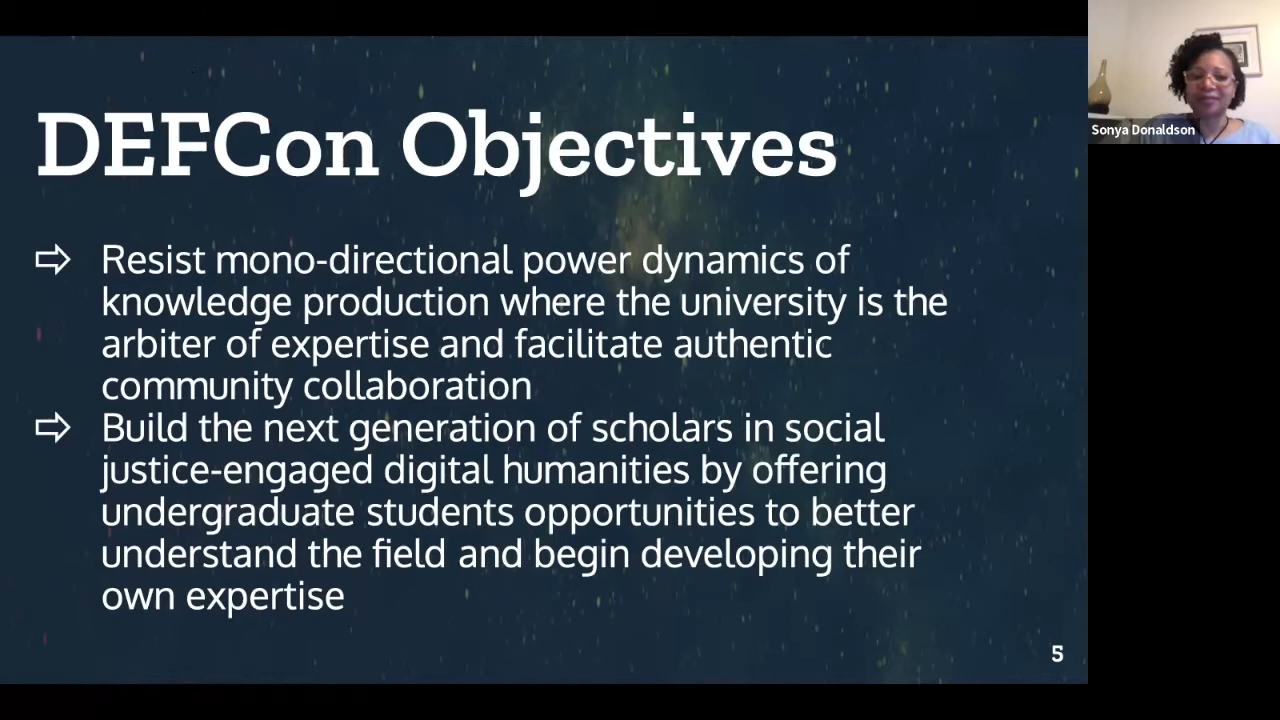 DEFCon Objectives
⇨ Resist mono-directional power dynamics of
knowledge production where the university is the
arbiter of expertise and facilitate authentic
community collaboration
⇨ Build the next generation of scholars in social
justice-engaged digital humanities by offering
undergraduate students opportunities to better
understand the field and begin developing their
own expertise
5
Sonya Donaldson